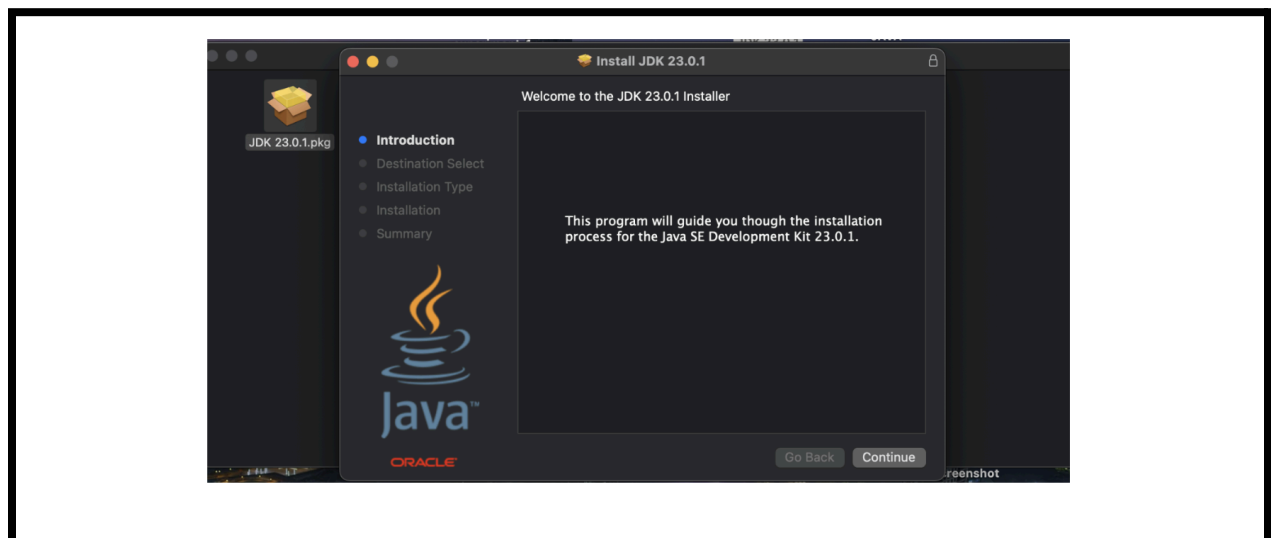 Install JDK 23.0.1
Welcome to the JDK 23.0.1 Installer
JDK 23.0.1.pkg
Introduction
Destination Select
Installation Type
Installation
Summary
This program will guide you though the installation
process for the Java SE Development Kit 23.0.1.
Java™
ORACLE
Go Back
Continue
reenshot